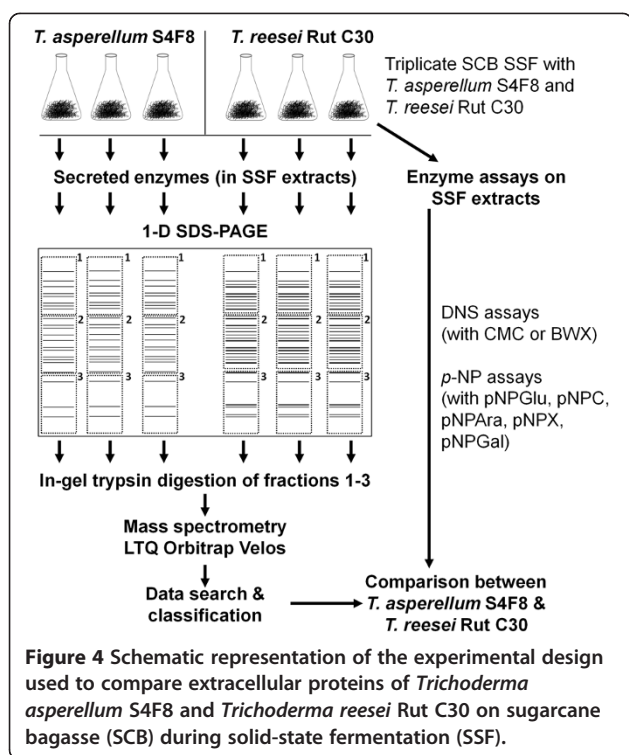 T. asperellum S4F8
T. reesei Rut C30
Triplicate SCB SSF with
T. asperellum S4F8 and
T. reesei Rut C30
Secreted enzymes (in SSF extracts)
Enzyme assays on
SSF extracts
1-D SDS-PAGE
1 1 1 1 1 1
2 2 2 2 2 2
3 3 3 3 3 3
DNS assays
(with CMC or BWX)
p-NP assays
(with pNPGlu, pNPC,
pNPAra, pNPX,
pNPGal)
In-gel trypsin digestion of fractions 1-3
Mass spectrometry
LTQ Orbitrap Velos
Data search &
classification
Comparison between
T. asperellum S4F8 &
T. reesei Rut C30
Figure 4 Schematic representation of the experimental design
used to compare extracellular proteins of Trichoderma
asperellum S4F8 and Trichoderma reesei Rut C30 on sugarcane
bagasse (SCB) during solid-state fermentation (SSF).